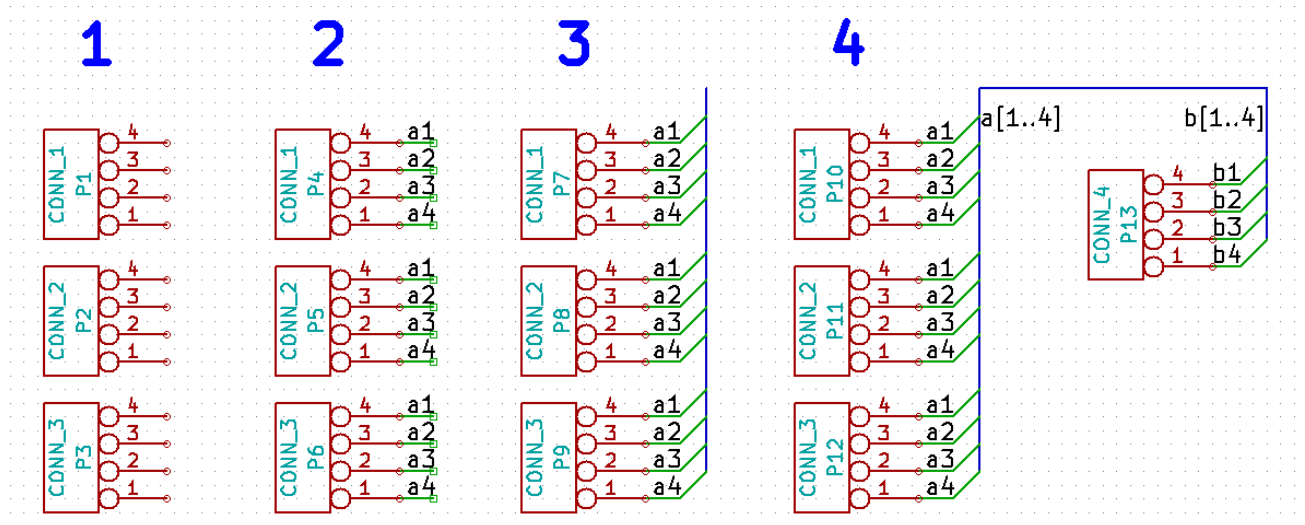 1 2 3 4
a[1..4] b[1..4]
CONN_1
P1
4
3
2
1
CONN_1
P4
4 a1
3 a2
2 a3
1 a4
CONN_1
P7
4 a1
3 a2
2 a3
1 a4
CONN_1
P10
4 a1
3 a2
2 a3
1 a4
CONN_4
P13
4 b1
3 b2
2 b3
1 b4
CONN_2
P2
4
3
2
1
CONN_2
P5
4 a1
3 a2
2 a3
1 a4
CONN_2
P8
4 a1
3 a2
2 a3
1 a4
CONN_2
P11
4 a1
3 a2
2 a3
1 a4
CONN_3
P3
4
3
2
1
CONN_3
P6
4 a1
3 a2
2 a3
1 a4
CONN_3
P9
4 a1
3 a2
2 a3
1 a4
CONN_3
P12
4 a1
3 a2
2 a3
1 a4